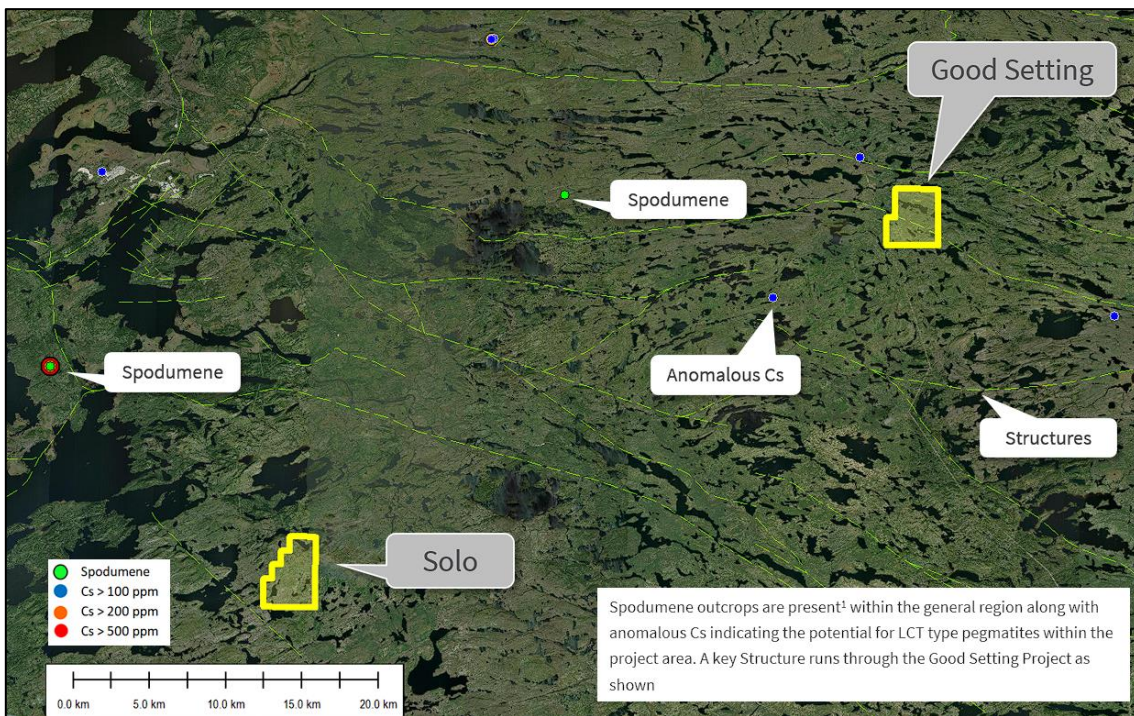 Good Setting
Spodumene
Anomalous Cs
Spodumene
Structures
Solo
Spodumene
Cs > 100 ppm
Cs > 200 ppm
Cs > 500 ppm
0.0 km 5.0 km 10.0 km 15.0 km 20.0 km
Spodumene outcrops are present¹ within the general region along with
anomalous Cs indicating the potential for LCT type pegmatites within the
project area. A key Structure runs through the Good Setting Project as
shown